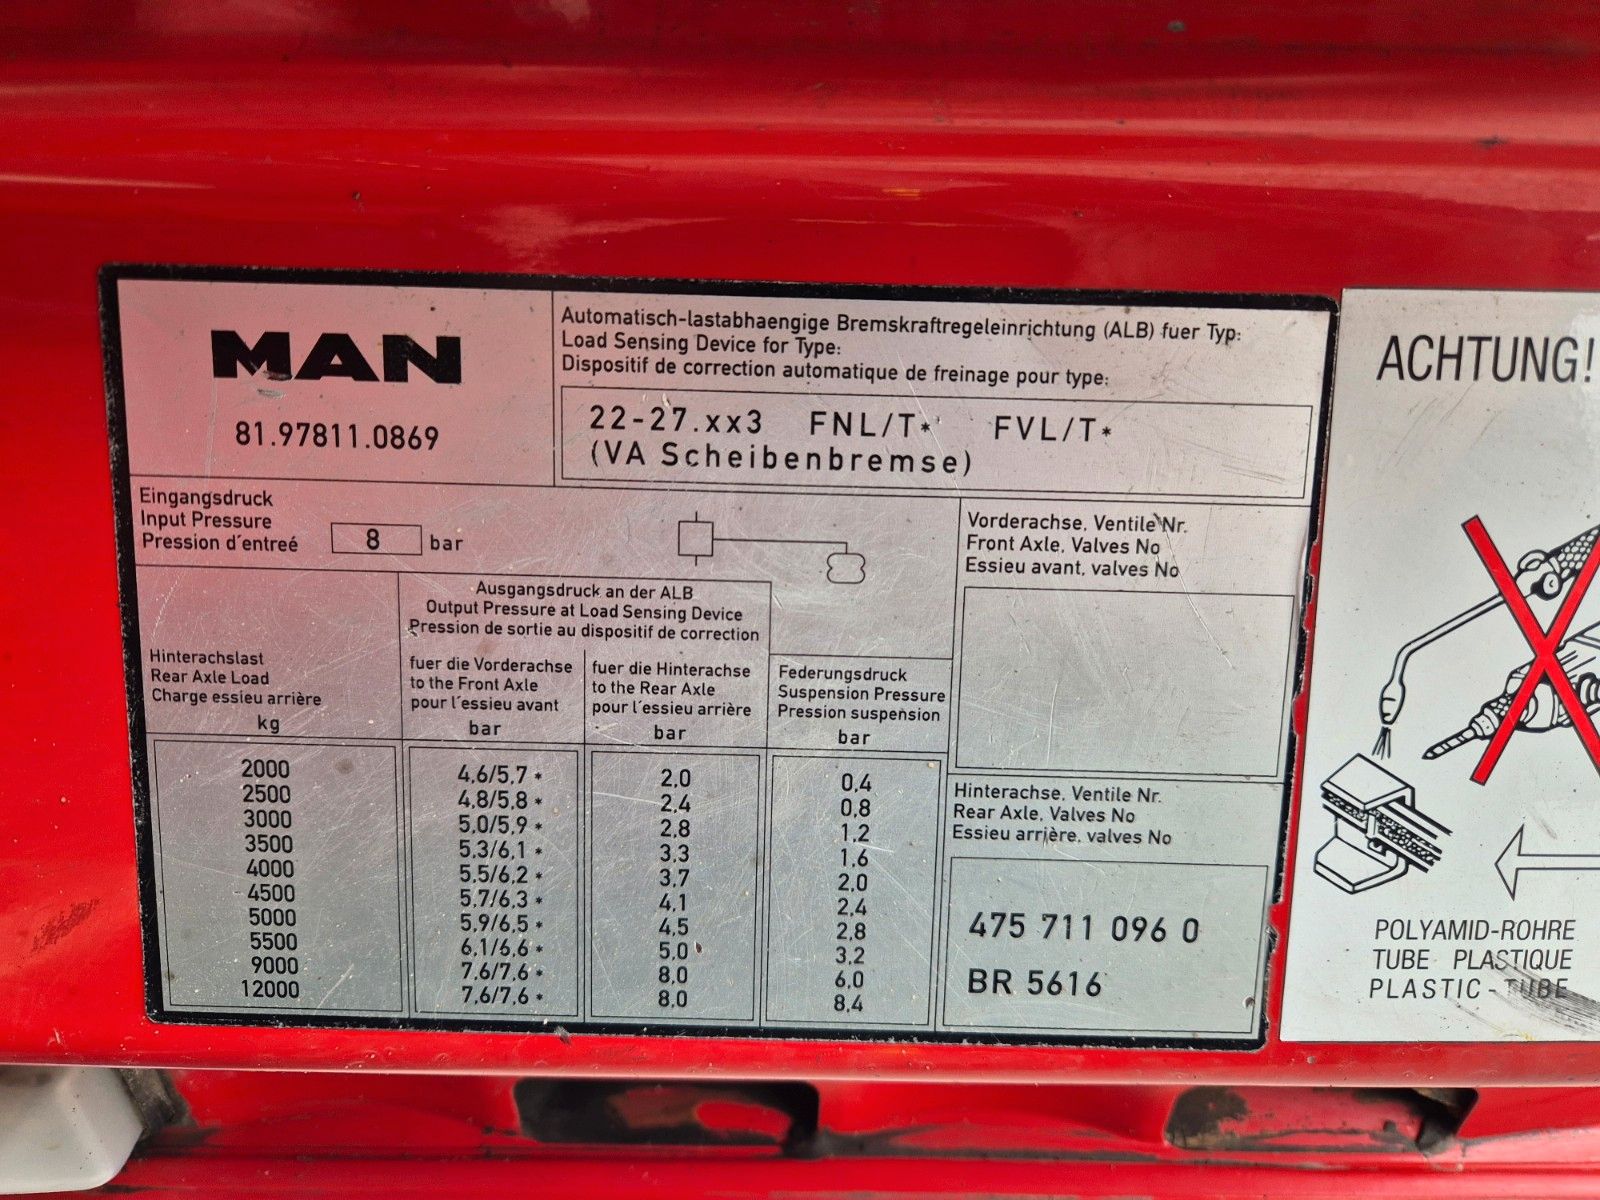 MAN
81.97811.0869
Automatisch-lastabhaengige Bremskraftregeleinrichtung (ALB) fuer Typ:
Load Sensing Device for Type:
Dispositif de correction automatique de freinage pour type:
22-27.xx3 FNL/T* FVL/T*
(VA Scheibenbremse)
Eingangsdruck
Input Pressure
Pression d´entreé
8 bar
Ausgangsdruck an der ALB
Output Pressure at Load Sensing Device
Pression de sortie au dispositif de correction
Hinterachslast
Rear Axle Load
Charge essieu arrière
kg
fuer die Vorderachse
to the Front Axle
pour l´essieu avant
bar
fuer die Hinterachse
to the Rear Axle
pour l´essieu arrière
bar
Federungsdruck
Suspension Pressure
Pression suspension
bar
2000 4,6/5,7 * 2,0 0,4
2500 4,8/5,8 * 2,4 0,8
3000 5,0/5,9 * 2,8 1,2
3500 5,3/6,1 * 3,3 1,6
4000 5,5/6,2 * 3,7 2,0
4500 5,7/6,3 * 4,1 2,4
5000 5,9/6,5 * 4,5 2,8
5500 6,1/6,6 * 5,0 3,2
9000 7,6/7,6 * 8,0 6,0
12000 7,6/7,6 * 8,0 8,4
Vorderachse, Ventile Nr.
Front Axle, Valves No
Essieu avant, valves No
Hinterachse, Ventile Nr.
Rear Axle, Valves No
Essieu arrière, valves No
475 711 096 0
BR 5616
ACHTUNG!
POLYAMID-ROHRE
TUBE PLASTIQUE
PLASTIC-TUBE